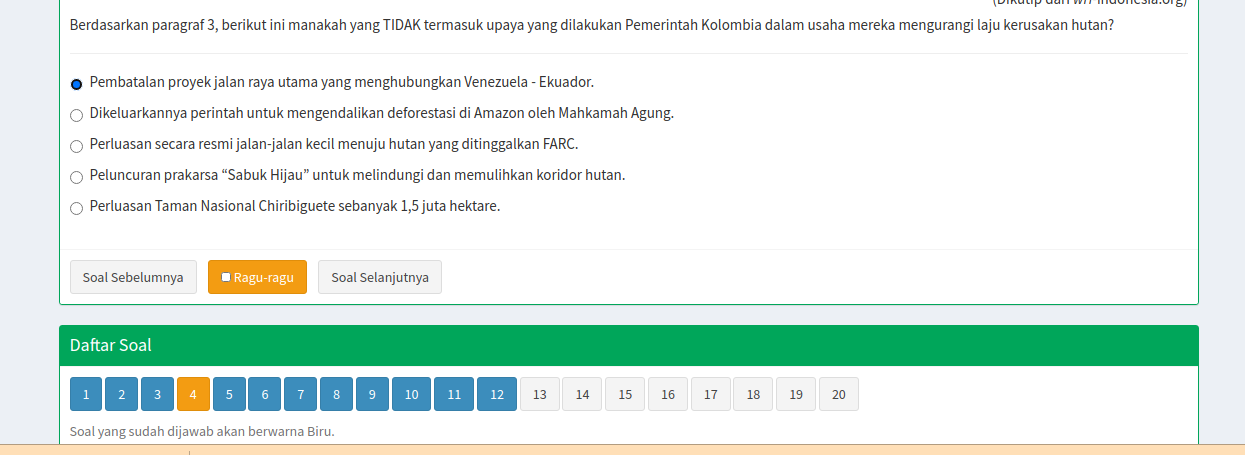 (Dikutip dari wri-indonesia.org)
Berdasarkan paragraf 3, berikut ini manakah yang TIDAK termasuk upaya yang dilakukan Pemerintah Kolombia dalam usaha mereka mengurangi laju kerusakan hutan?
Pembatalan proyek jalan raya utama yang menghubungkan Venezuela - Ekuador.
Dikeluarkannya perintah untuk mengendalikan deforestasi di Amazon oleh Mahkamah Agung.
Perluasan secara resmi jalan-jalan kecil menuju hutan yang ditinggalkan FARC.
Peluncuran prakarsa “Sabuk Hijau” untuk melindungi dan memulihkan koridor hutan.
Perluasan Taman Nasional Chiribiguete sebanyak 1,5 juta hektare.
Soal Sebelumnya Ragu-ragu Soal Selanjutnya
Daftar Soal
1 2 3 4 5 6 7 8 9 10 11 12 13 14 15 16 17 18 19 20
Soal yang sudah dijawab akan berwarna Biru.